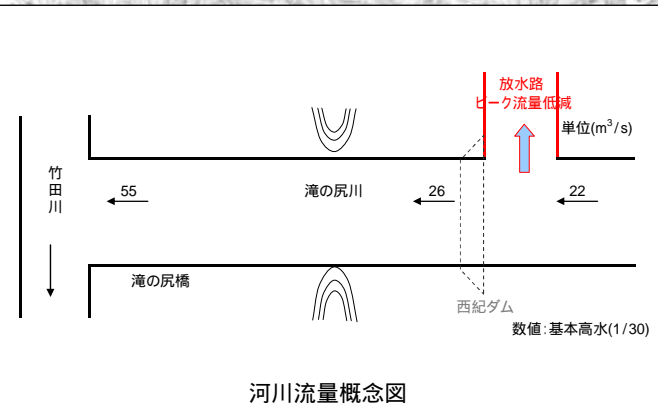 放水路
ピーク流量低減
単位(m³/s)
竹田川
55
滝の尻川
26
22
滝の尻橋
西紀ダム
数値:基本高水(1/30)
河川流量概念図